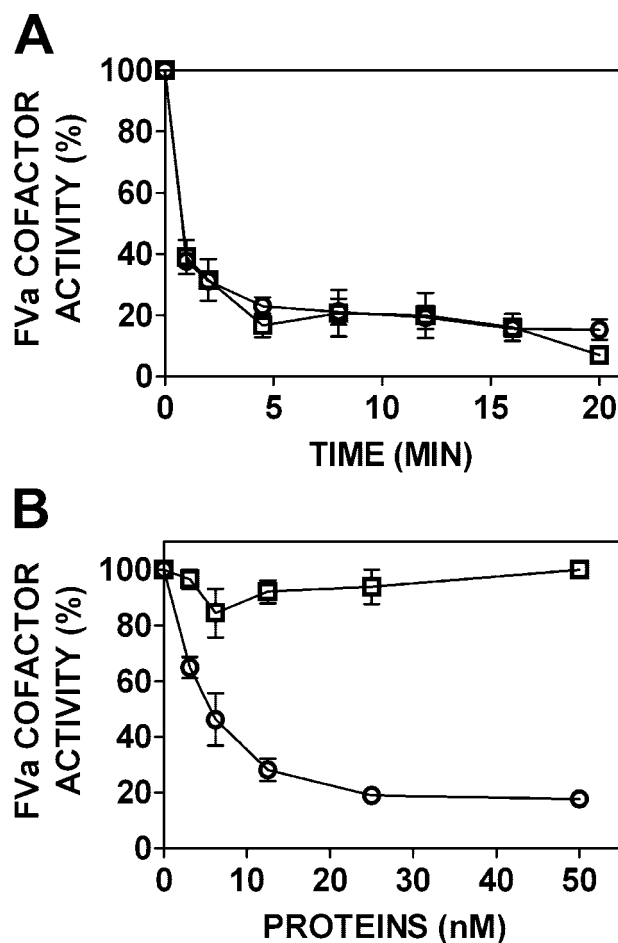 A
FVa COFACTOR
ACTIVITY (%)
100
80
60
40
20
0
0 5 10 15 20
TIME (MIN)
B
FVa COFACTOR
ACTIVITY (%)
100
80
60
40
20
0
0 10 20 30 40 50
PROTEINS (nM)